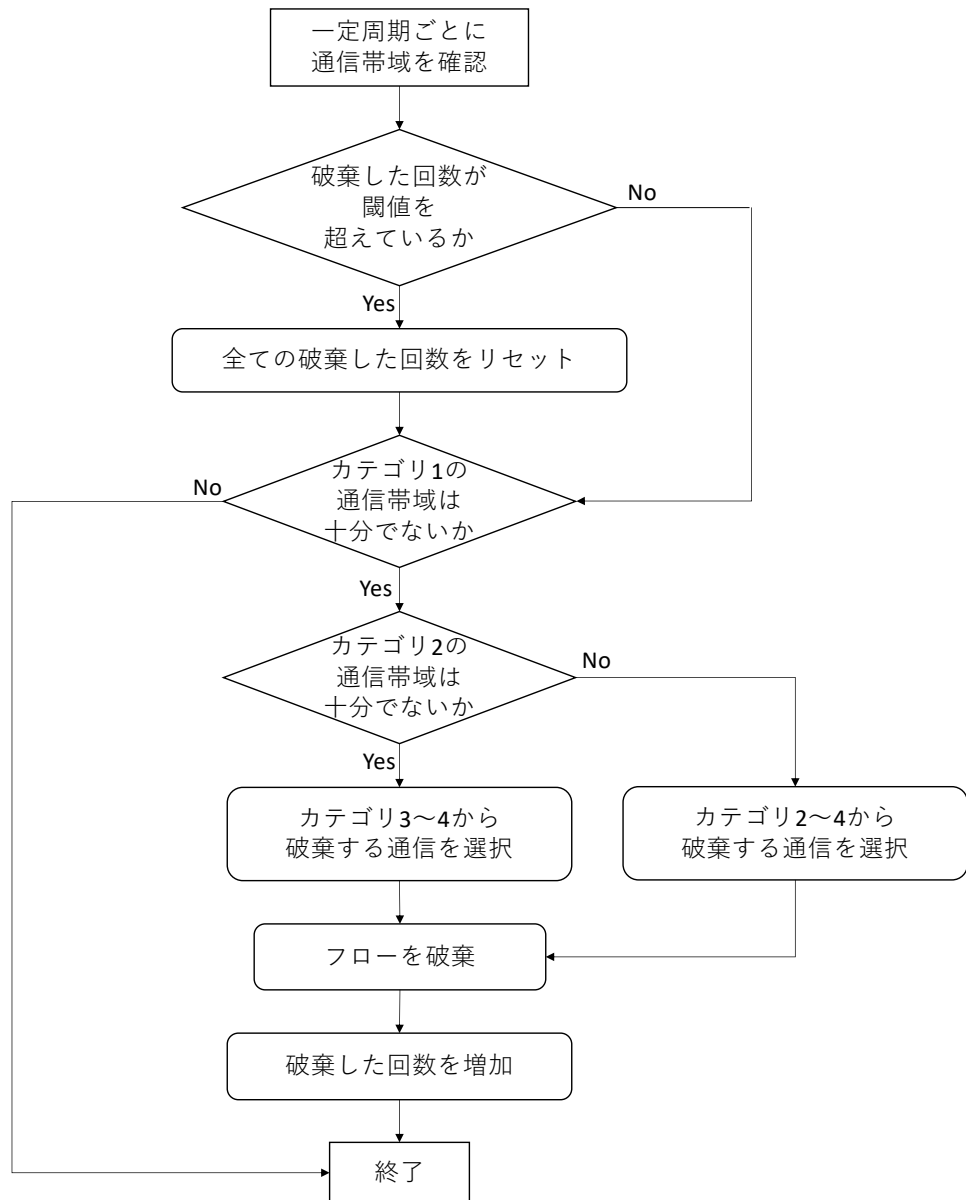 一定周期ごとに
通信帯域を確認
破棄した回数が
閾値を
超えているか
No
Yes
全ての破棄した回数をリセット
カテゴリ1の
通信帯域は
十分でないか
No
Yes
カテゴリ2の
通信帯域は
十分でないか
No
Yes
カテゴリ3～4から
破棄する通信を選択
カテゴリ2～4から
破棄する通信を選択
フローを破棄
破棄した回数を増加
終了